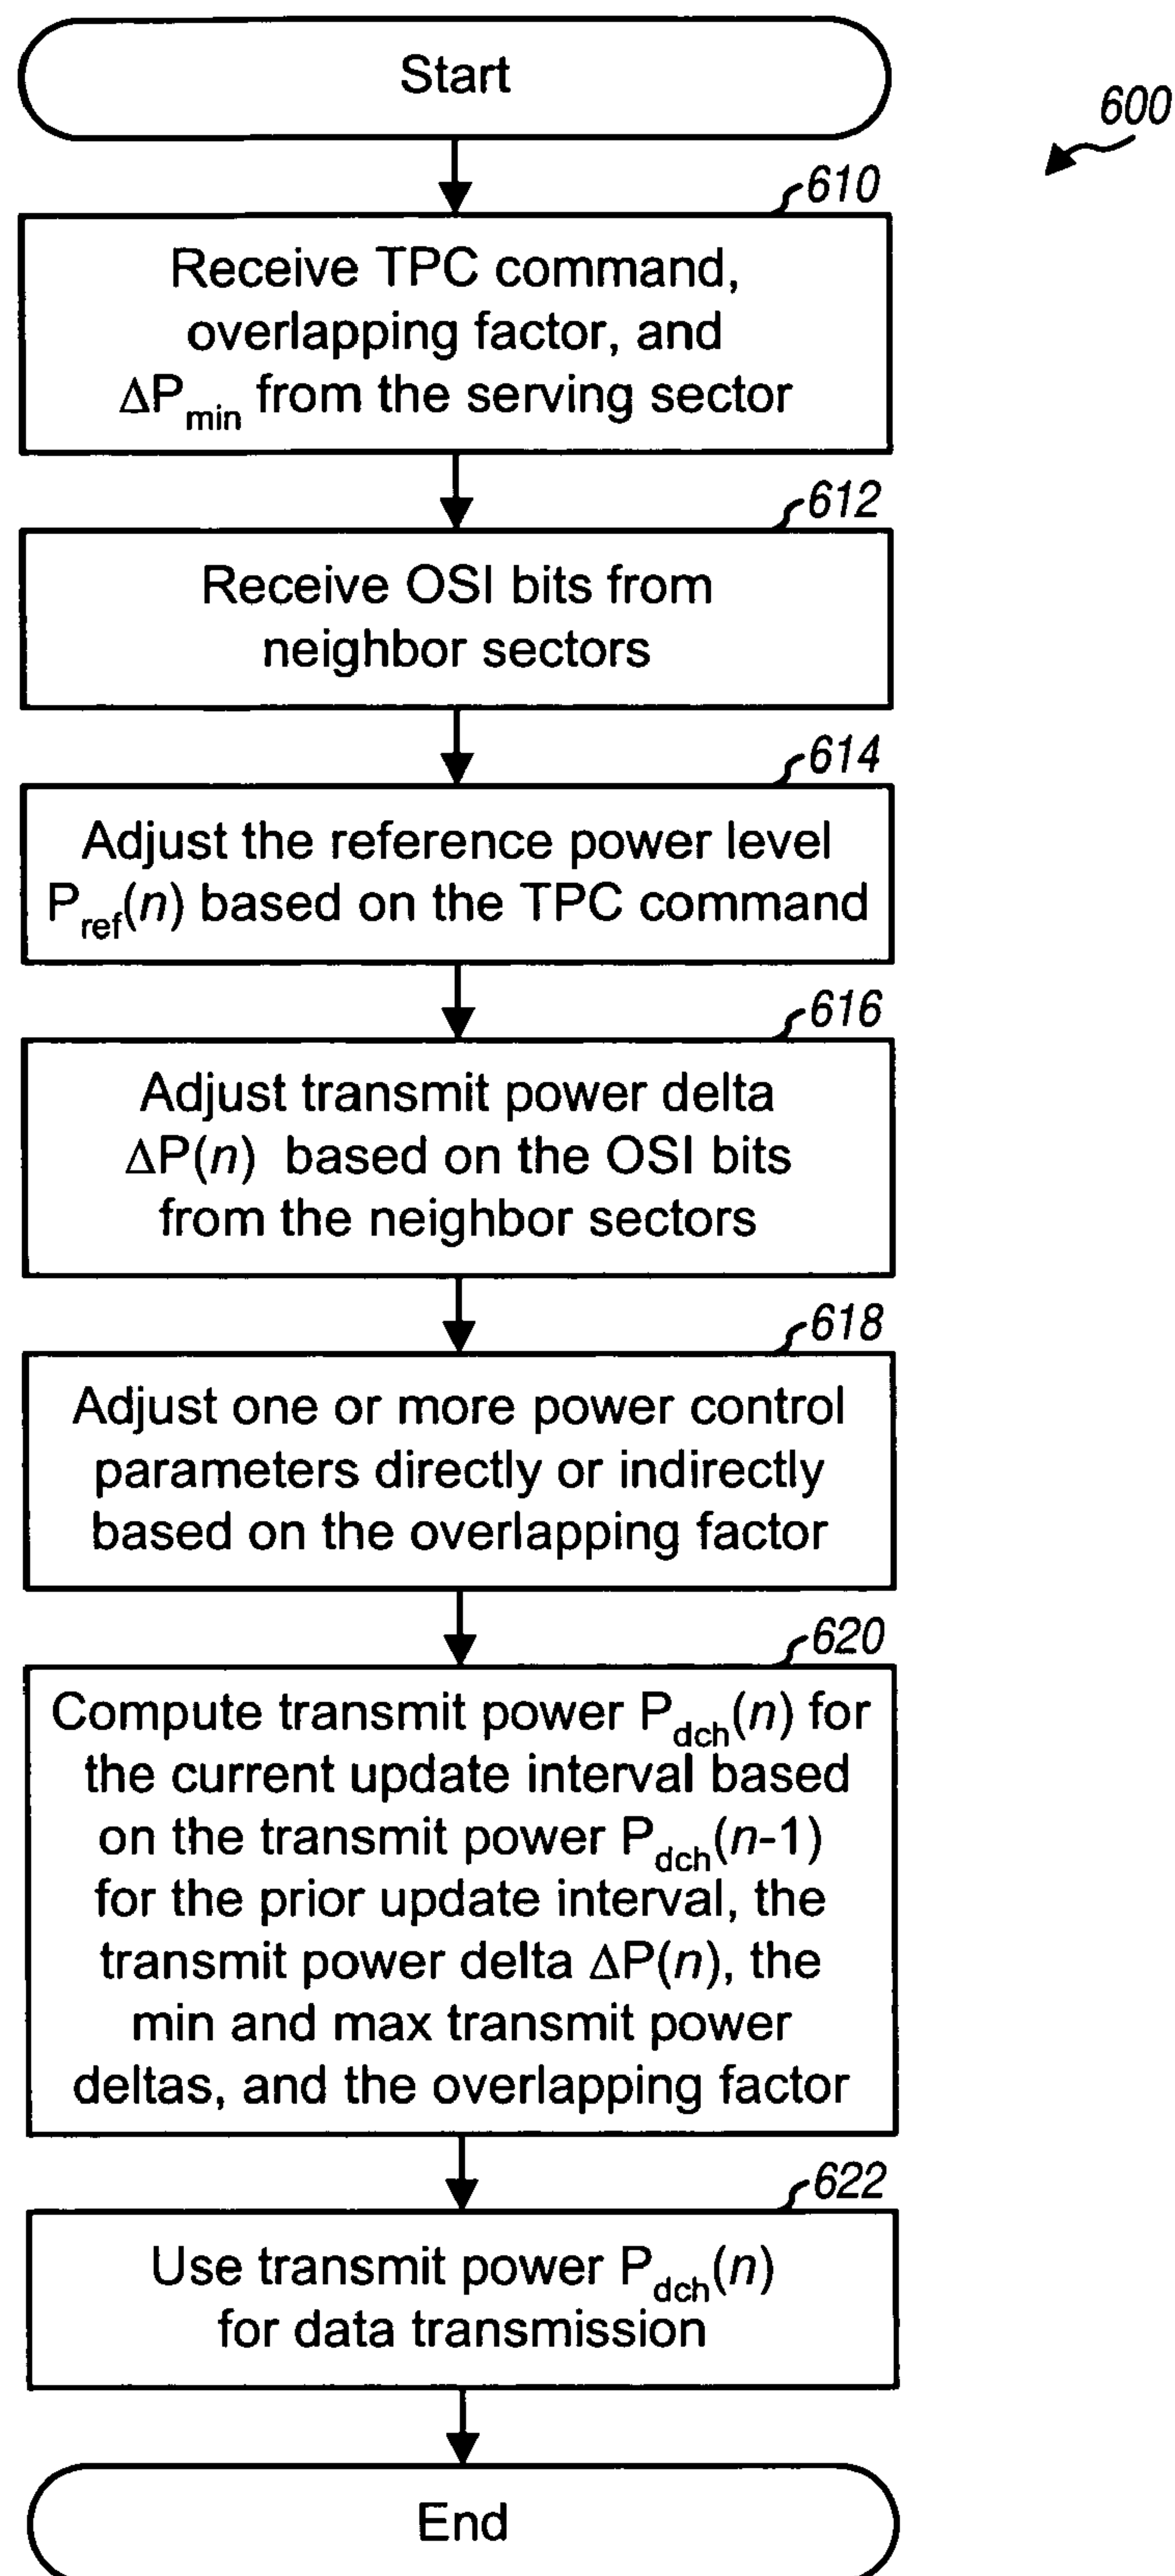 Start
600
610
Receive TPC command,
overlapping factor, and
ΔPmin from the serving sector
612
Receive OSI bits from
neighbor sectors
614
Adjust the reference power level
Pref(n) based on the TPC command
616
Adjust transmit power delta
ΔP(n) based on the OSI bits
from the neighbor sectors
618
Adjust one or more power control
parameters directly or indirectly
based on the overlapping factor
620
Compute transmit power Pdch(n) for
the current update interval based
on the transmit power Pdch(n-1)
for the prior update interval, the
transmit power delta ΔP(n), the
min and max transmit power
deltas, and the overlapping factor
622
Use transmit power Pdch(n)
for data transmission
End